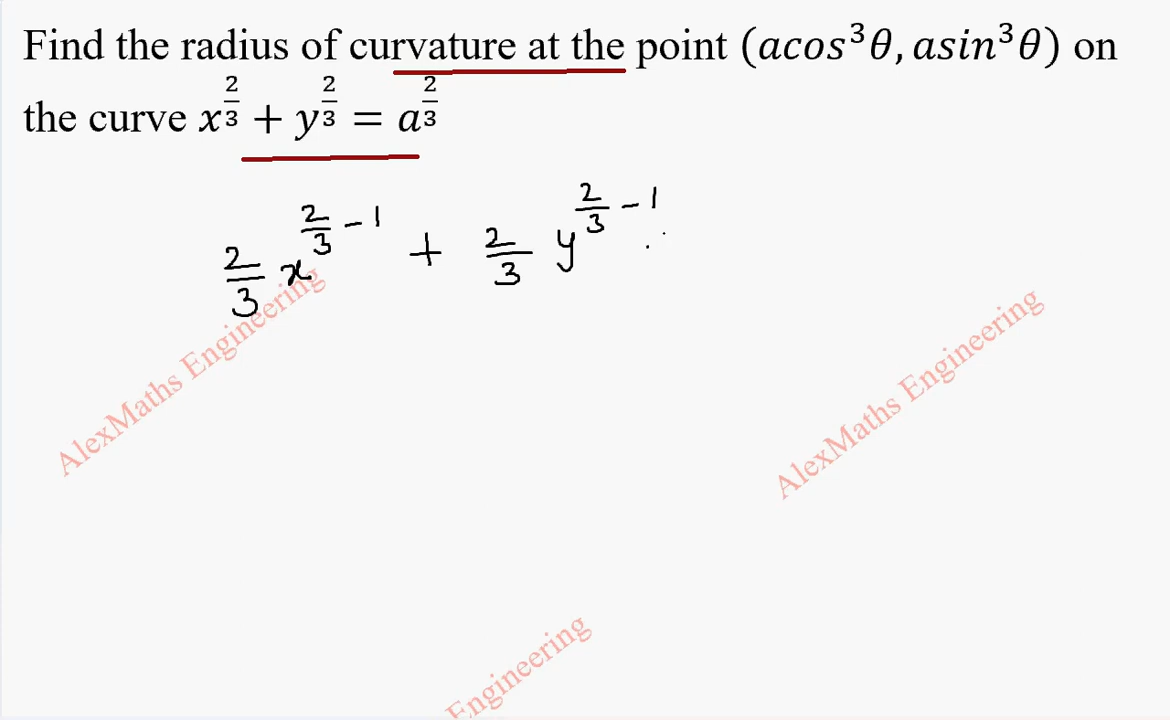 Find the radius of curvature at the point (acos³θ, asin³θ) on
the curve x^(2/3) + y^(2/3) = a^(2/3)
2/3 x^(2/3 - 1) + 2/3 y^(2/3 - 1)
AlexMaths Engineering
AlexMaths Engineering
Engineering